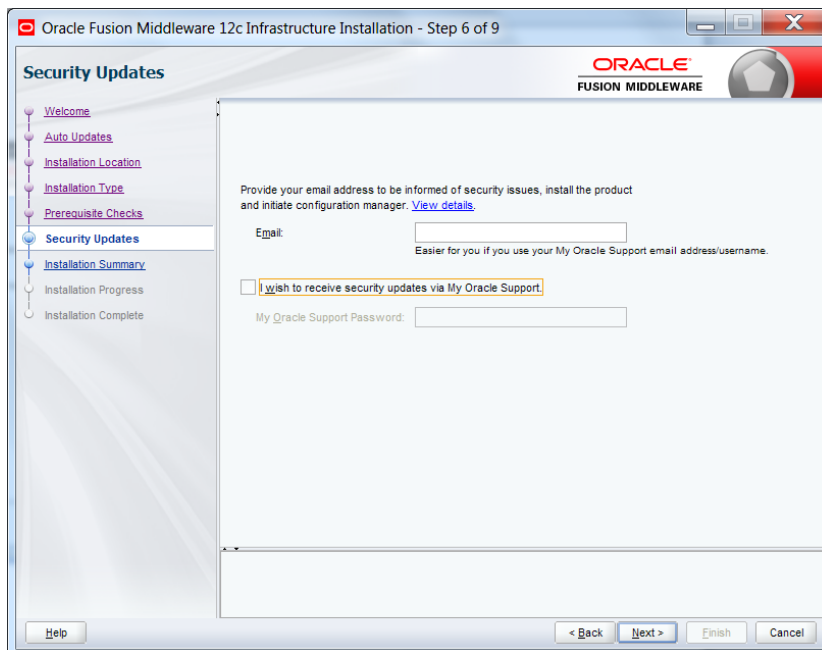 Oracle Fusion Middleware 12c Infrastructure Installation - Step 6 of 9
Security Updates
ORACLE
FUSION MIDDLEWARE
Welcome
Auto Updates
Installation Location
Installation Type
Prerequisite Checks
Security Updates
Installation Summary
Installation Progress
Installation Complete
Provide your email address to be informed of security issues, install the product
and initiate configuration manager. View details.
Email:
Easier for you if you use your My Oracle Support email address/username.
I wish to receive security updates via My Oracle Support.
My Oracle Support Password:
Help
< Back
Next >
Finish
Cancel